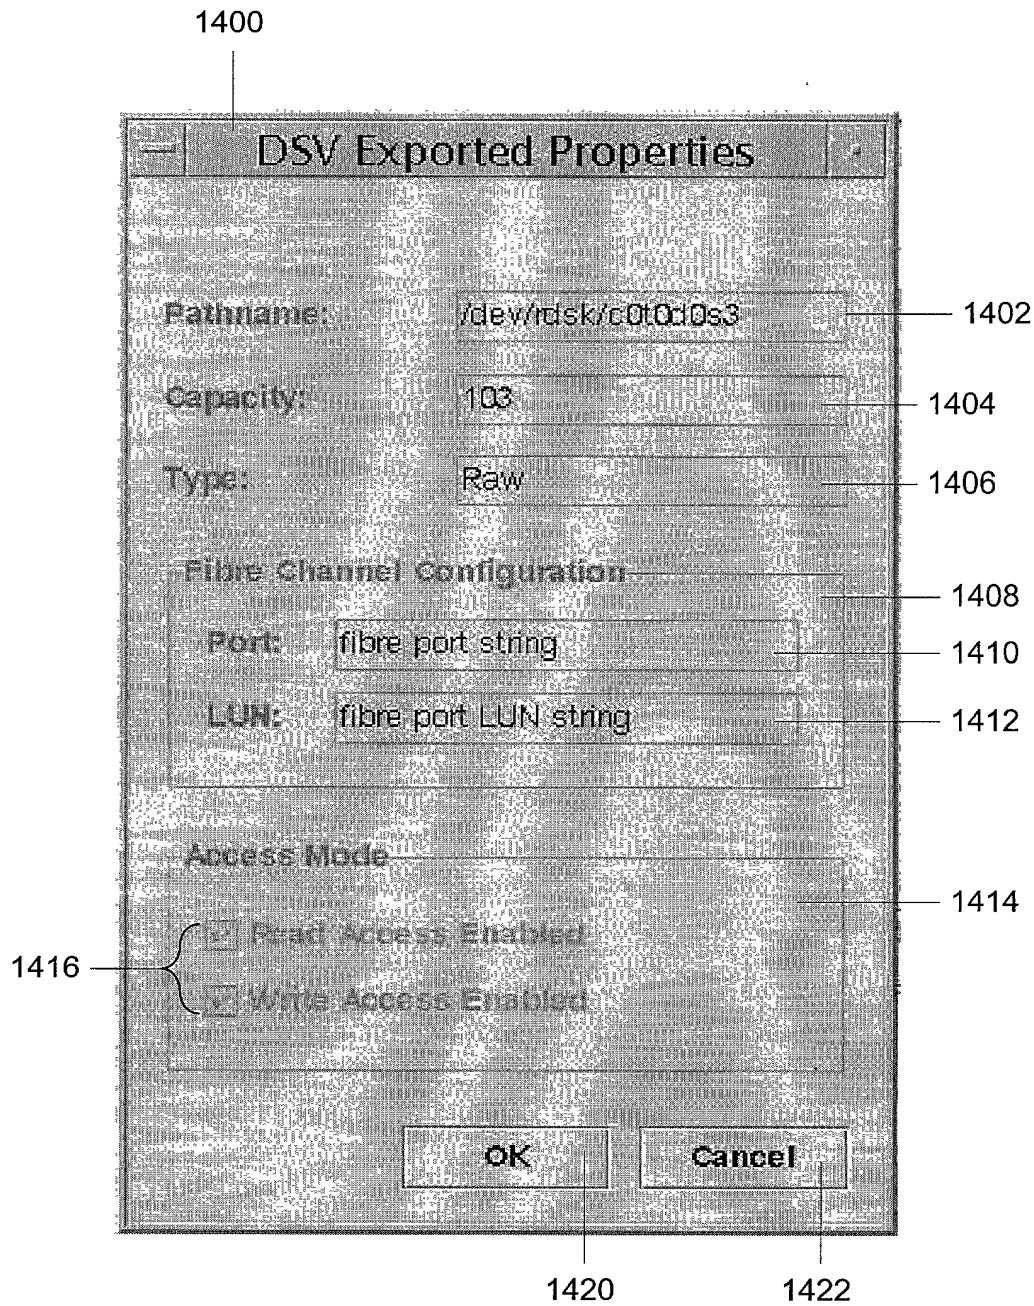 1400
DSV Exported Properties
Pathname: /dev/rdsk/c0t0d0s3 1402
Capacity: 103 1404
Type: Raw 1406
Fibre Channel Configuration
1408
Port: fibre port string 1410
LUN: fibre port LUN string 1412
Access Mode
1414
Read Access Enabled
1416
Write Access Enabled
OK Cancel
1420 1422